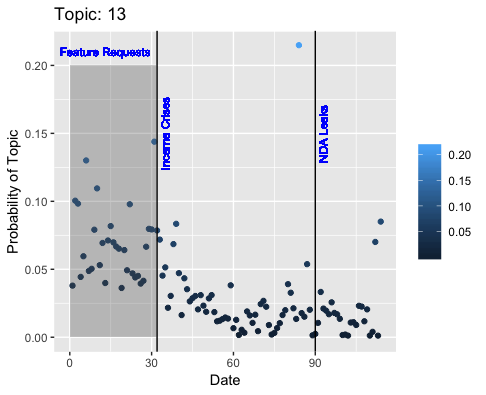 Topic: 13
Feature Requests
Incarna Crises
NDA Leaks
Probability of Topic
0.20
0.15
0.10
0.05
0.00
0
30
60
90
Date
0.20
0.15
0.10
0.05